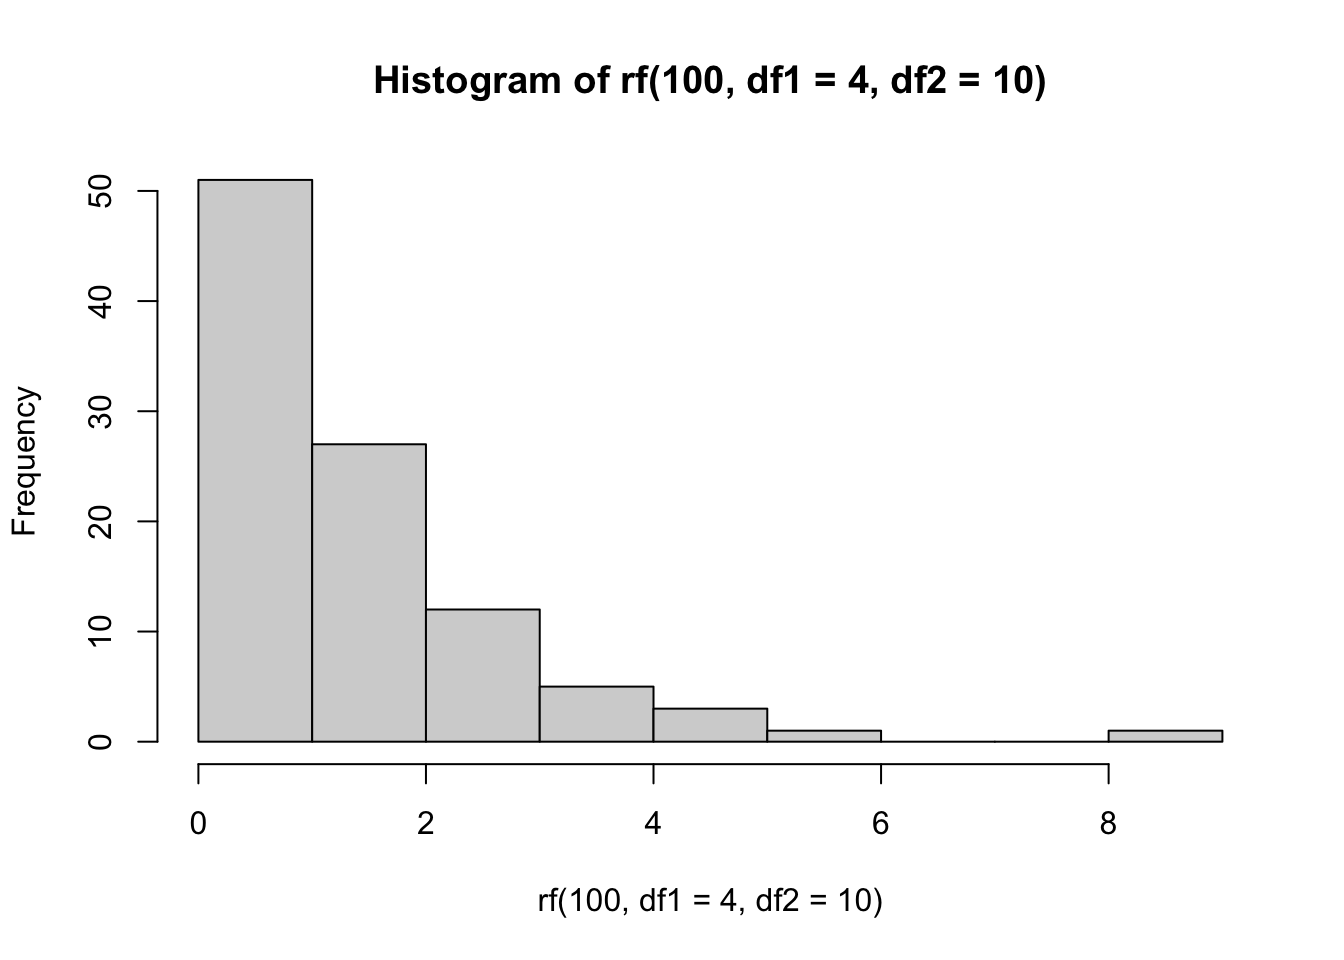 Histogram of rf(100, df1 = 4, df2 = 10)
Frequency
50
40
30
20
10
0
0 2 4 6 8
rf(100, df1 = 4, df2 = 10)